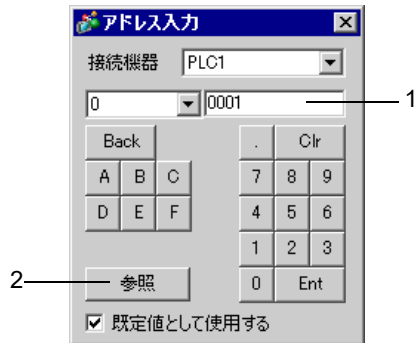 アドレス入力
接続機器 PLC1
0 0001 1
Back . Clr
A B C 7 8 9
D E F 4 5 6
1 2 3
2 参照 0 Ent
既定値として使用する